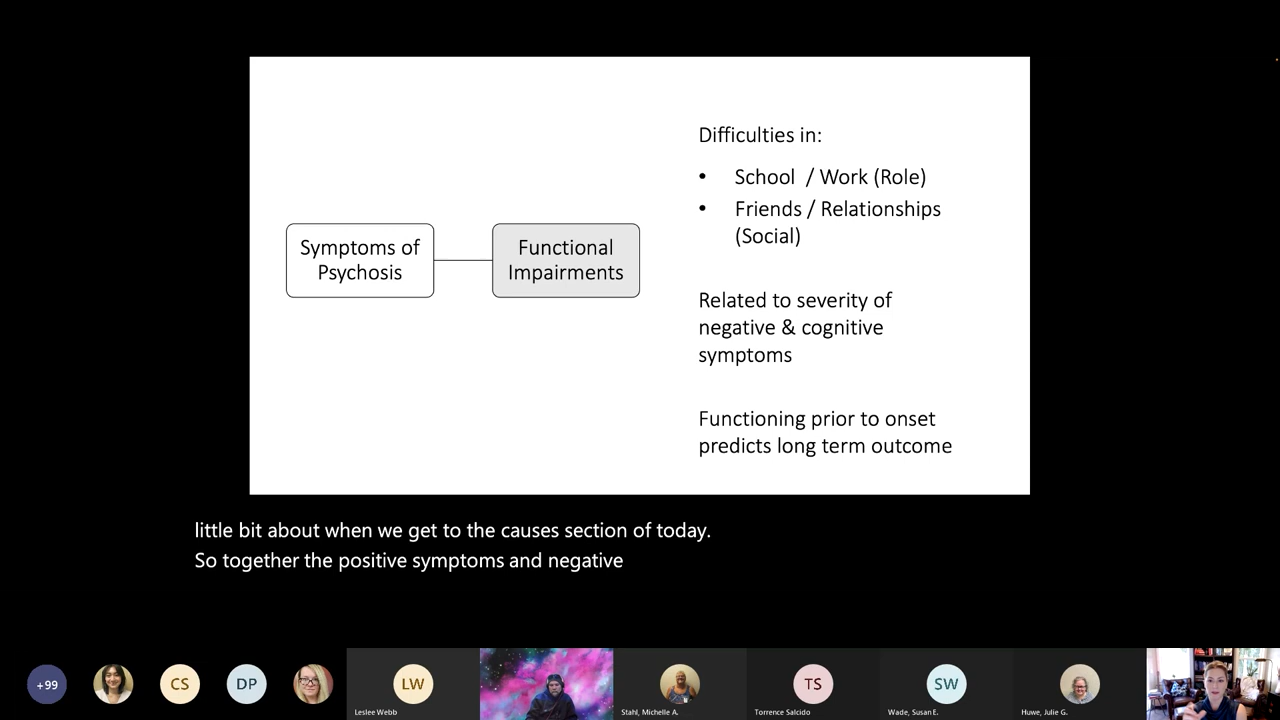 Difficulties in:
• School / Work (Role)
• Friends / Relationships
(Social)
Symptoms of
Psychosis
Functional
Impairments
Related to severity of
negative & cognitive
symptoms
Functioning prior to onset
predicts long term outcome
little bit about when we get to the causes section of today.
So together the positive symptoms and negative
+99
CS
DP
LW
TS
SW
Leslee Webb
Stahl, Michelle A.
Torrence Salcido
Wade, Susan E.
Huwe, Julie G.